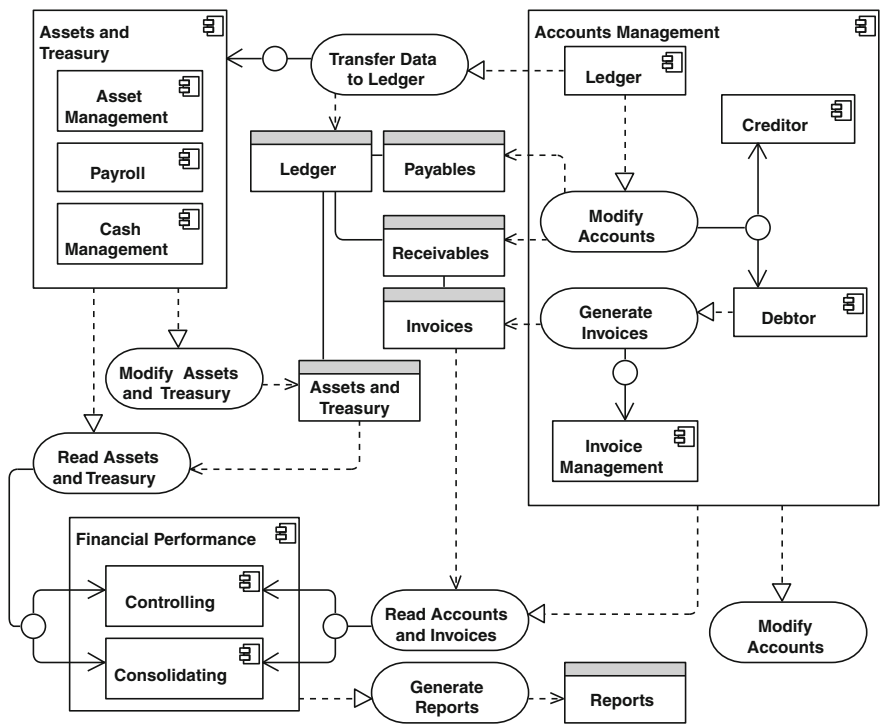 Assets and
Treasury
Asset
Management
Payroll
Cash
Management
Transfer Data
to Ledger
Accounts Management
Ledger
Creditor
Ledger
Payables
Modify
Accounts
Receivables
Invoices
Generate
Invoices
Debtor
Modify Assets
and Treasury
Assets and
Treasury
Invoice
Management
Read Assets
and Treasury
Financial Performance
Controlling
Consolidating
Read Accounts
and Invoices
Modify
Accounts
Generate
Reports
Reports